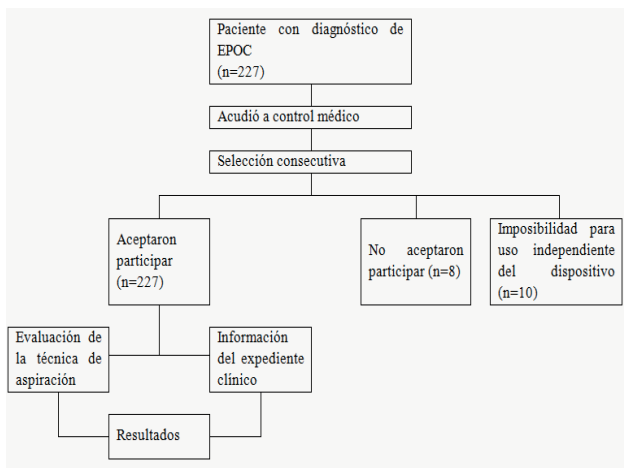 Paciente con diagnóstico de
EPOC
(n=227)
Acudió a control médico
Selección consecutiva
Aceptaron
participar
(n=227)
No aceptaron
participar (n=8)
Imposibilidad para
uso independiente
del dispositivo
(n=10)
Evaluación de
la técnica de
aspiración
Información
del expediente
clínico
Resultados